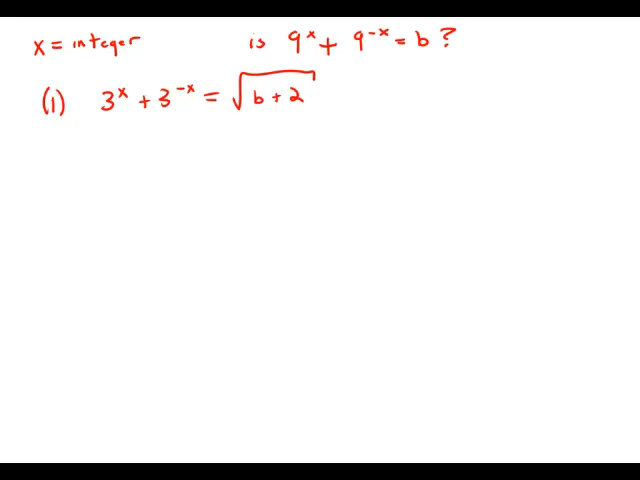 x = integer is 9^x + 9^-x = b ?
(1) 3^x + 3^-x = √(b + 2)